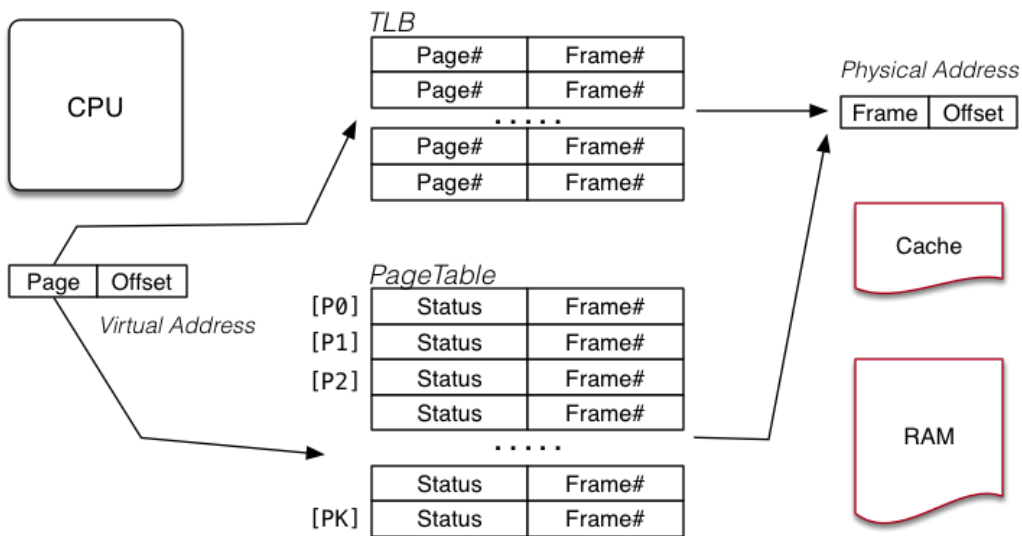 CPU
Page Offset
Virtual Address
TLB
Page# Frame#
Page# Frame#
.....
Page# Frame#
Page# Frame#
PageTable
[P0] Status Frame#
[P1] Status Frame#
[P2] Status Frame#
Status Frame#
.....
Status Frame#
[PK] Status Frame#
Physical Address
Frame Offset
Cache
RAM